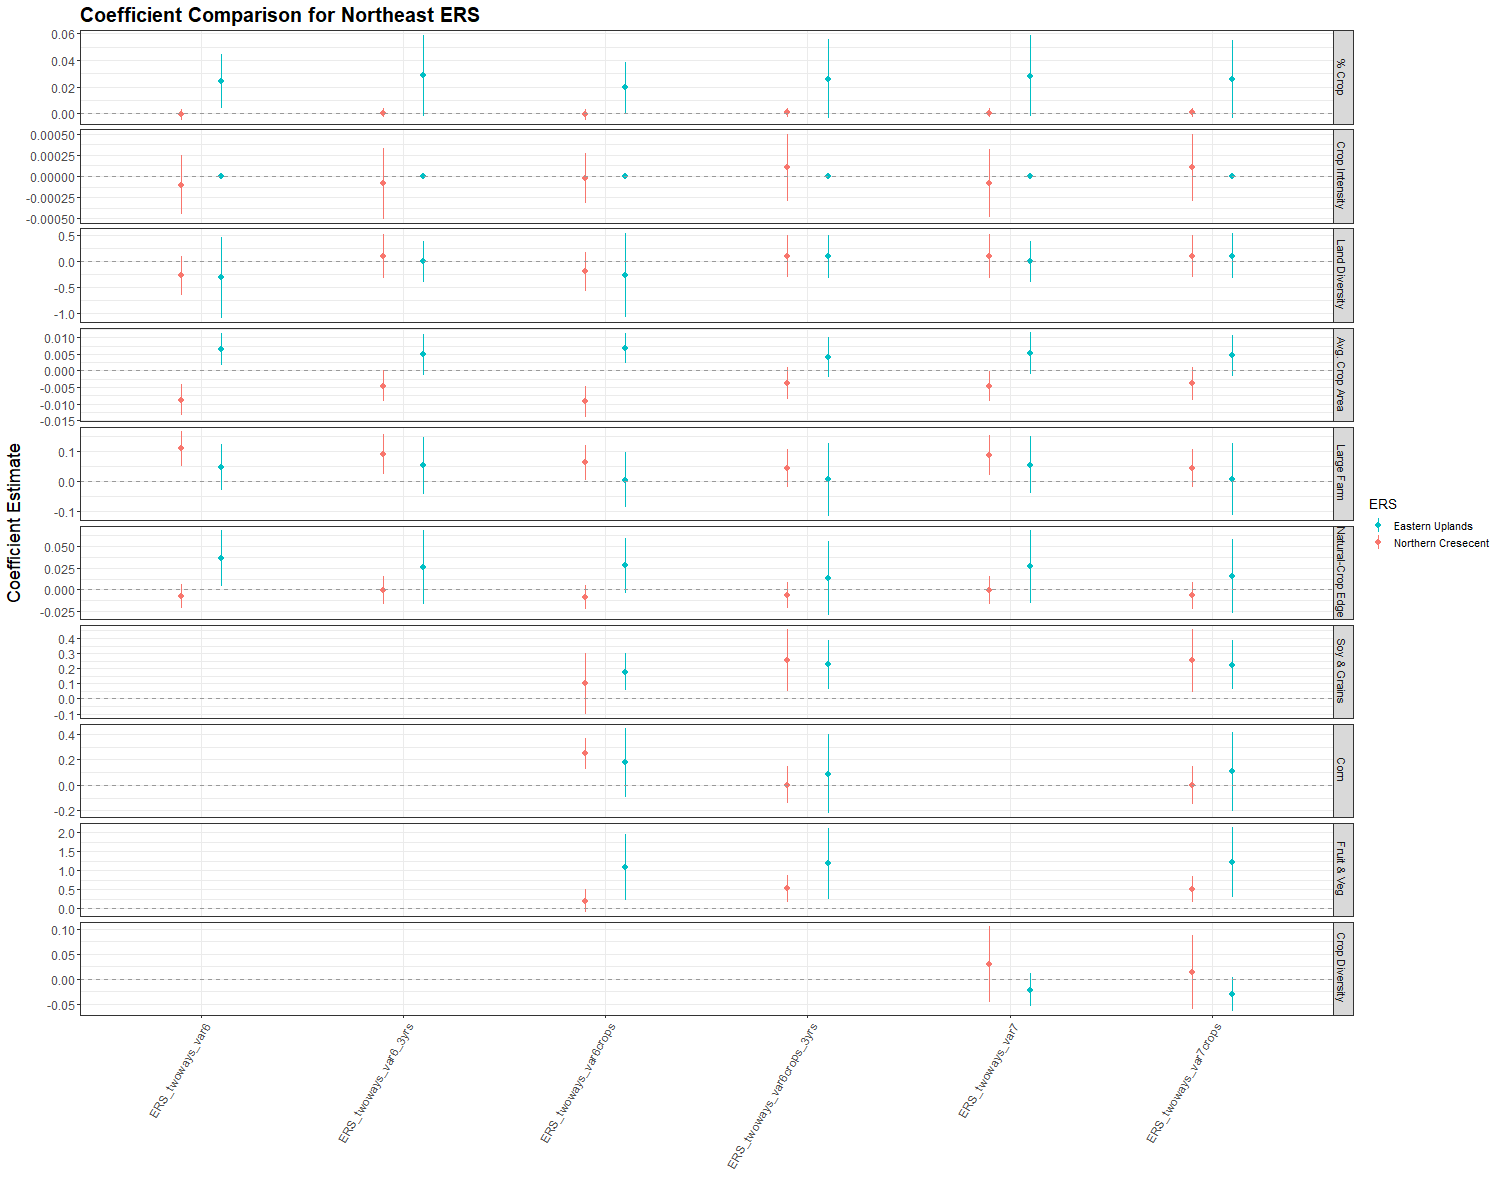 Coefficient Comparison for Northeast ERS
Coefficient Estimate
0.06
0.04
0.02
0.00
% Crop
0.00050
0.00025
0.00000
-0.00025
-0.00050
Crop Intensity
0.5
0.0
-0.5
-1.0
Land Diversity
0.010
0.005
0.000
-0.005
-0.010
-0.015
Avg. Crop Area
0.1
0.0
-0.1
Large Farm
0.050
0.025
0.000
-0.025
Natural-Crop Edge
0.4
0.3
0.2
0.1
0.0
-0.1
Soy & Grains
0.4
0.2
0.0
-0.2
Corn
2.0
1.5
1.0
0.5
0.0
Fruit & Veg
0.10
0.05
0.00
-0.05
Crop Diversity
ERS_twoways_var6
ERS_twoways_var6_3yrs
ERS_twoways_var6crops
ERS_twoways_var6crops_3yrs
ERS_twoways_var7
ERS_twoways_var7crops
ERS
Eastern Uplands
Northern Cresecent